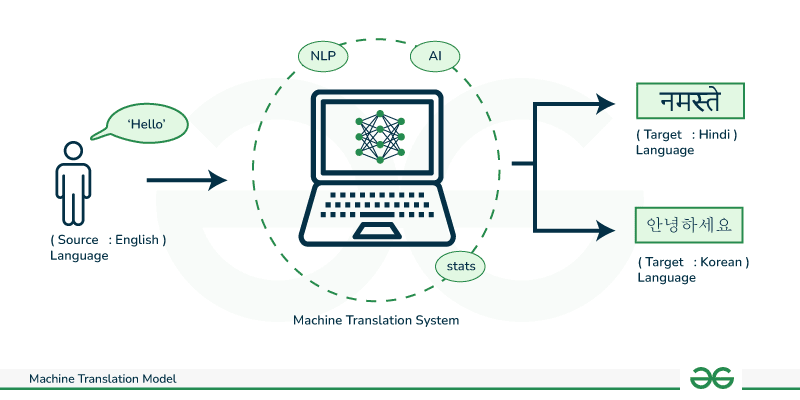 NLP
AI
'Hello'
( Source : English )
Language
stats
Machine Translation System
नमस्ते
( Target : Hindi )
Language
안녕하세요
( Target : Korean )
Language
Machine Translation Model